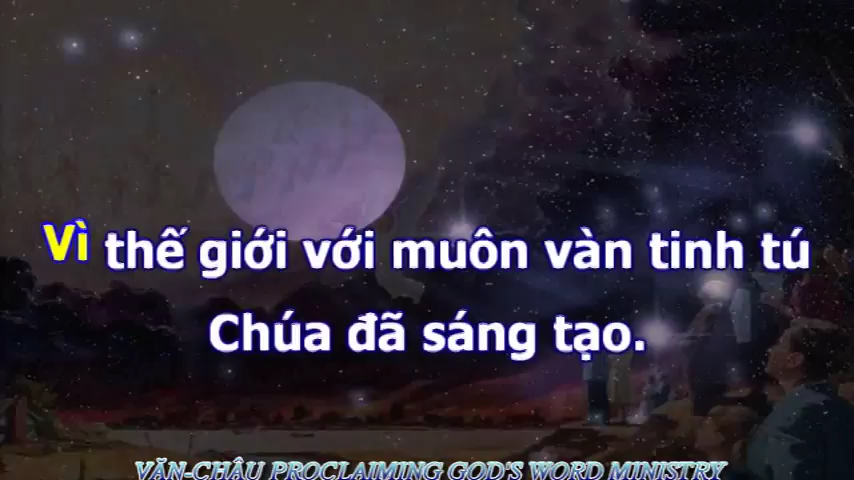 Vì thế giới với muôn vàn tinh tú
Chúa đã sáng tạo.
VĂN-CHÂU PROCLAIMING GOD'S WORD MINISTRY